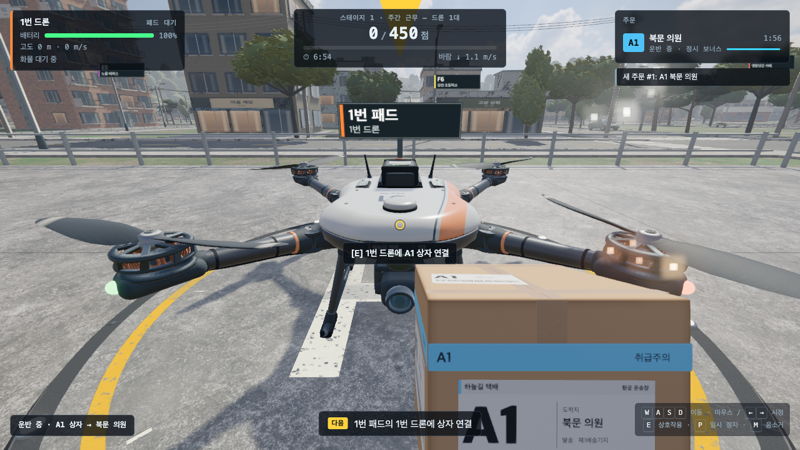 1번 드론 패드 대기
배터리 100%
고도 0 m · 0 m/s
화물 대기 중
스테이지 1 · 주간 근무 – 드론 1대
0 / 450 점
6:54 바람 ↓ 1.1 m/s
주문
A1 북문 의원 1:56
운반 중 · 정시 보너스
새 주문 #1: A1 북문 의원
F6
1번 패드
1번 드론
[E] 1번 드론에 A1 상자 연결
A1
A1 취급주의
하늘길 택배
A1
도착지
북문 의원
운반 중 · A1 상자 → 북문 의원
다음 1번 패드의 1번 드론에 상자 연결
W A S D 이동 · 마우스 / ← → 시점
E 상호작용 · P 일시 정지 · M 음소거